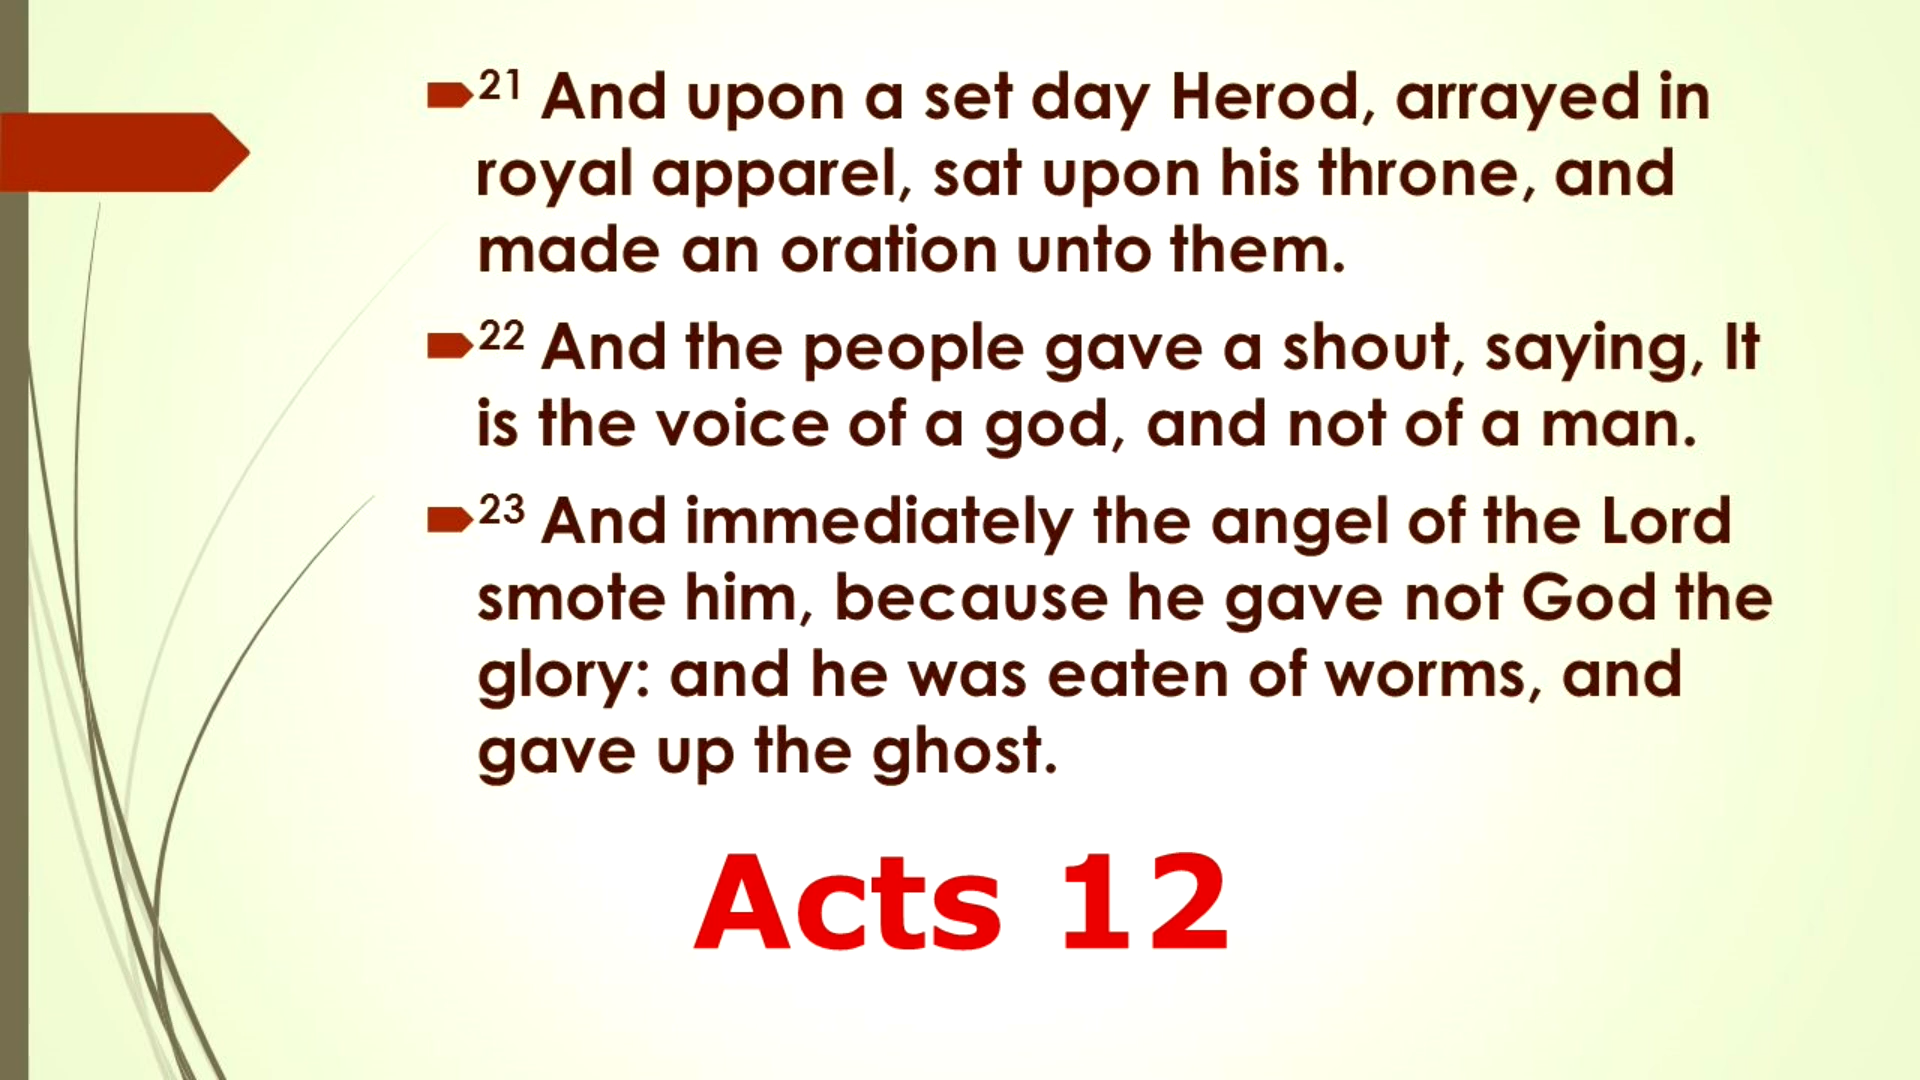 21 And upon a set day Herod, arrayed in
royal apparel, sat upon his throne, and
made an oration unto them.
22 And the people gave a shout, saying, It
is the voice of a god, and not of a man.
23 And immediately the angel of the Lord
smote him, because he gave not God the
glory: and he was eaten of worms, and
gave up the ghost.
Acts 12